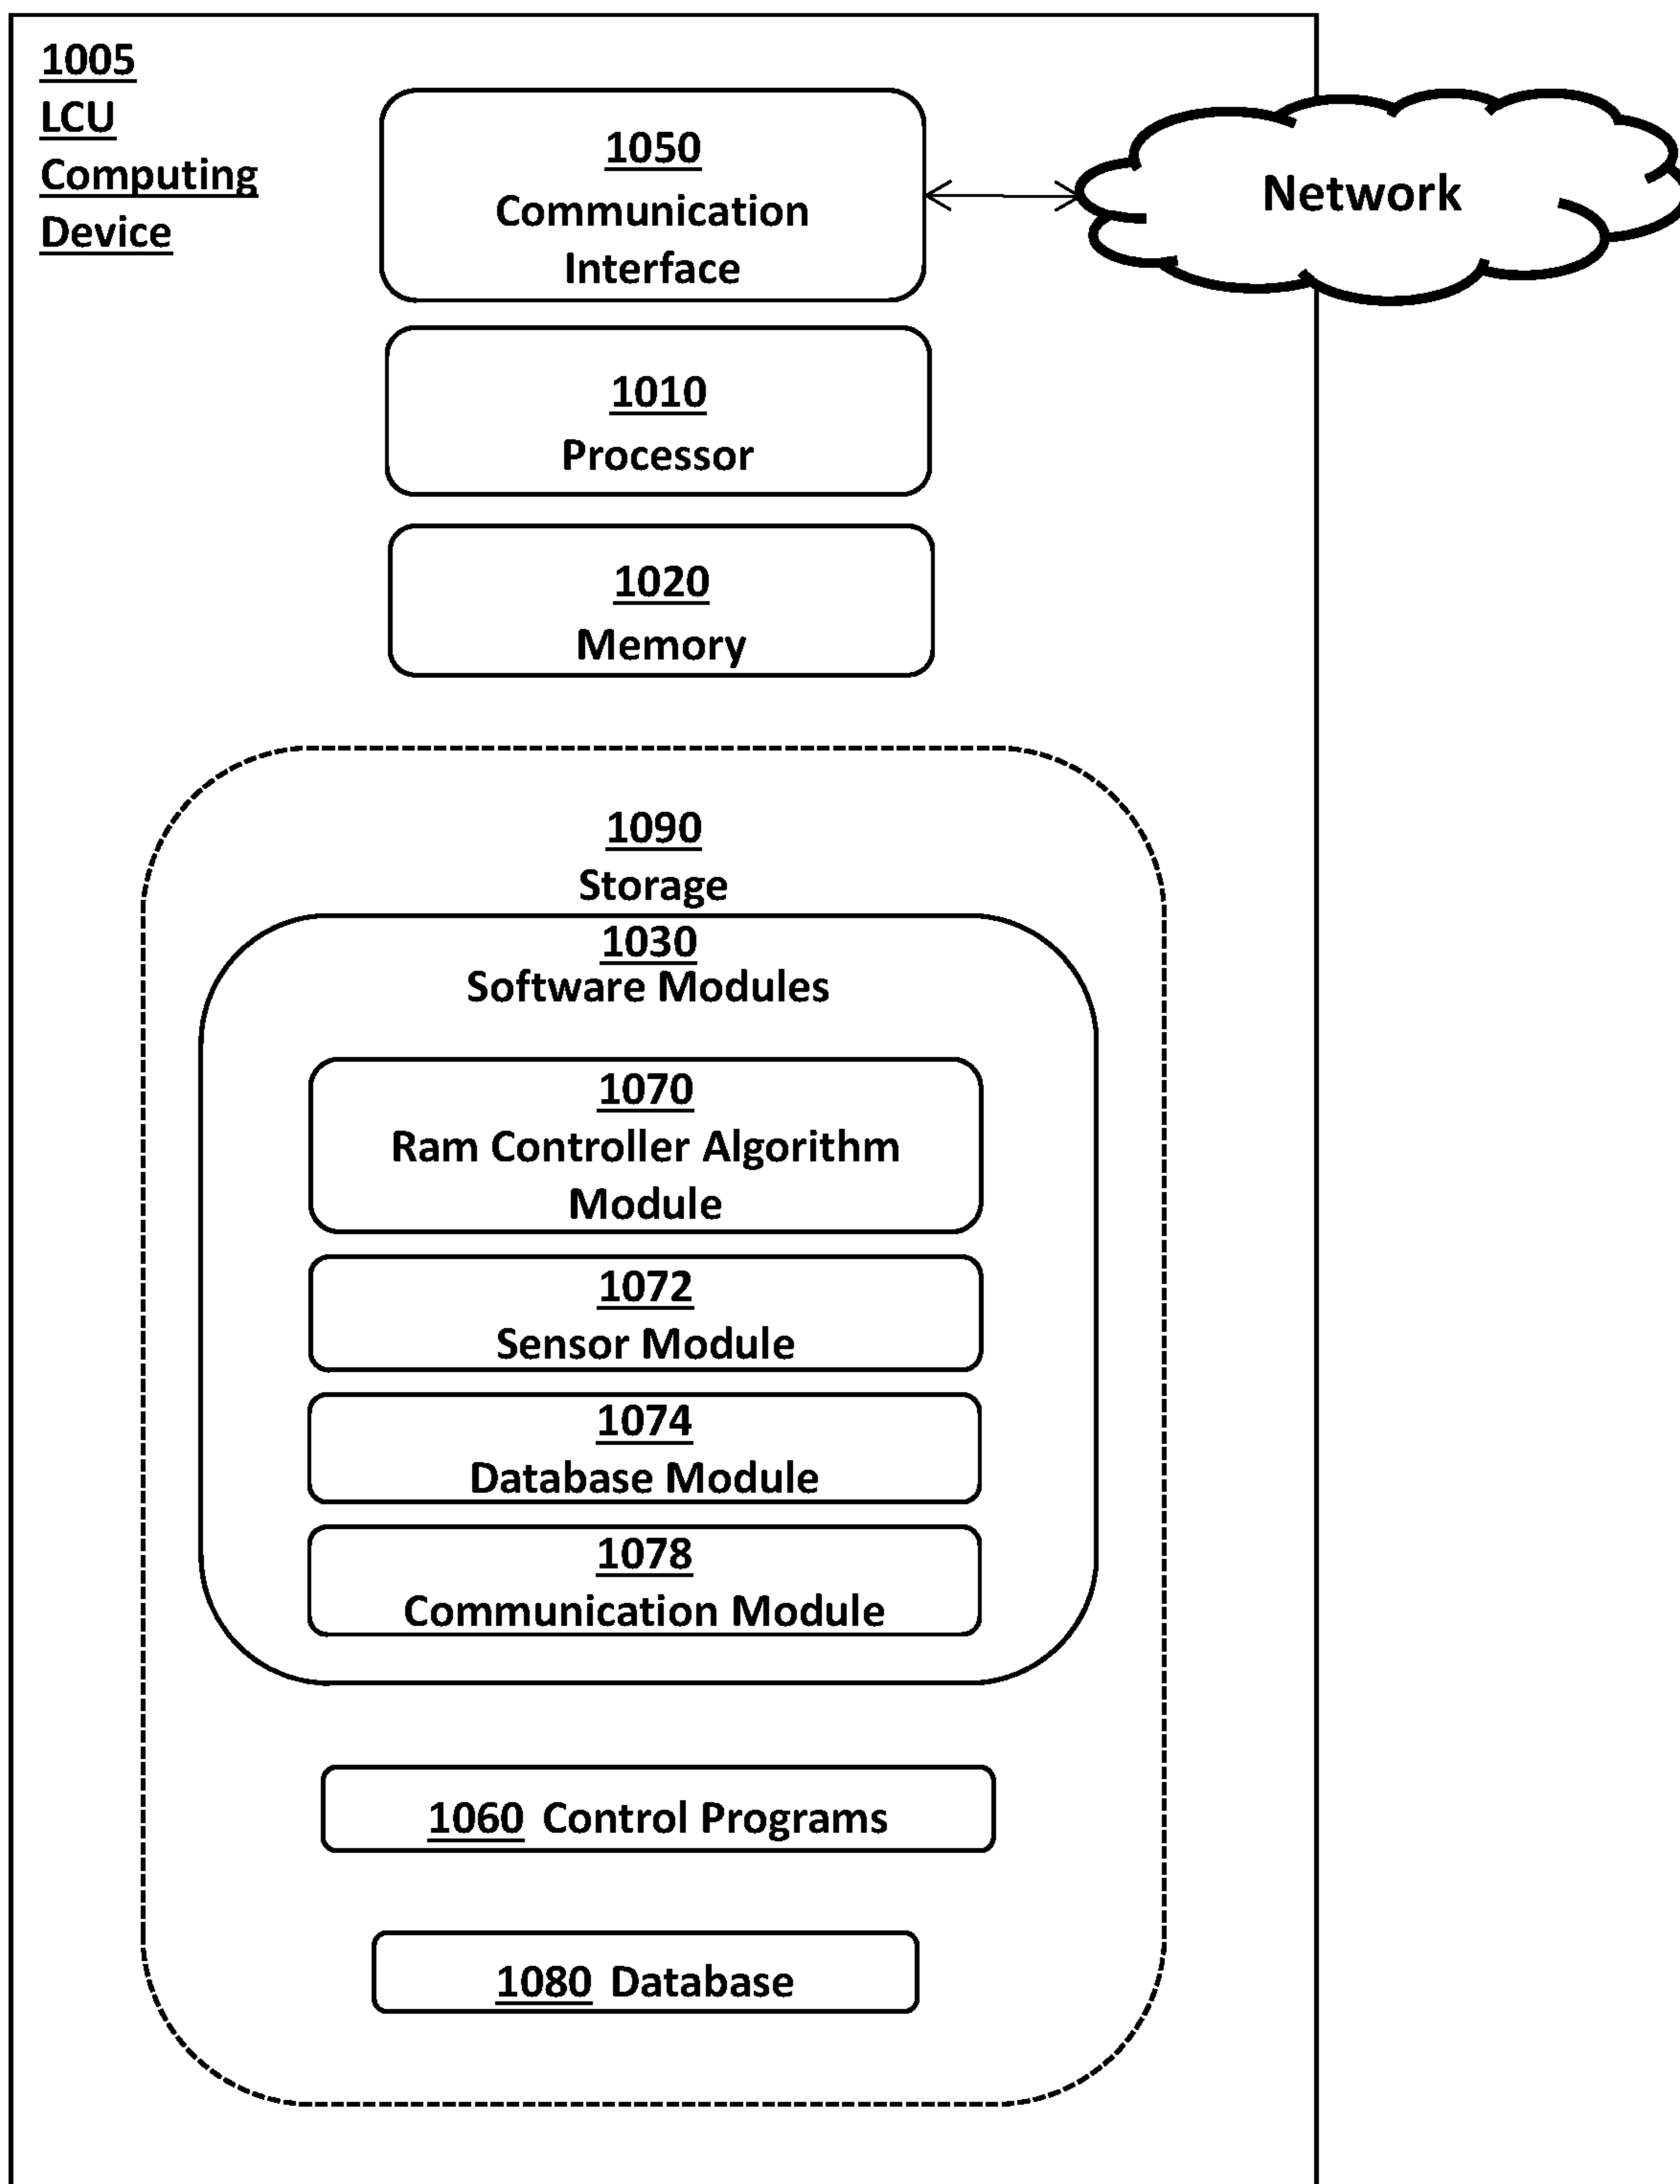 1005
LCU
Computing
Device
1050
Communication
Interface
Network
1010
Processor
1020
Memory
1090
Storage
1030
Software Modules
1070
Ram Controller Algorithm
Module
1072
Sensor Module
1074
Database Module
1078
Communication Module
1060 Control Programs
1080 Database